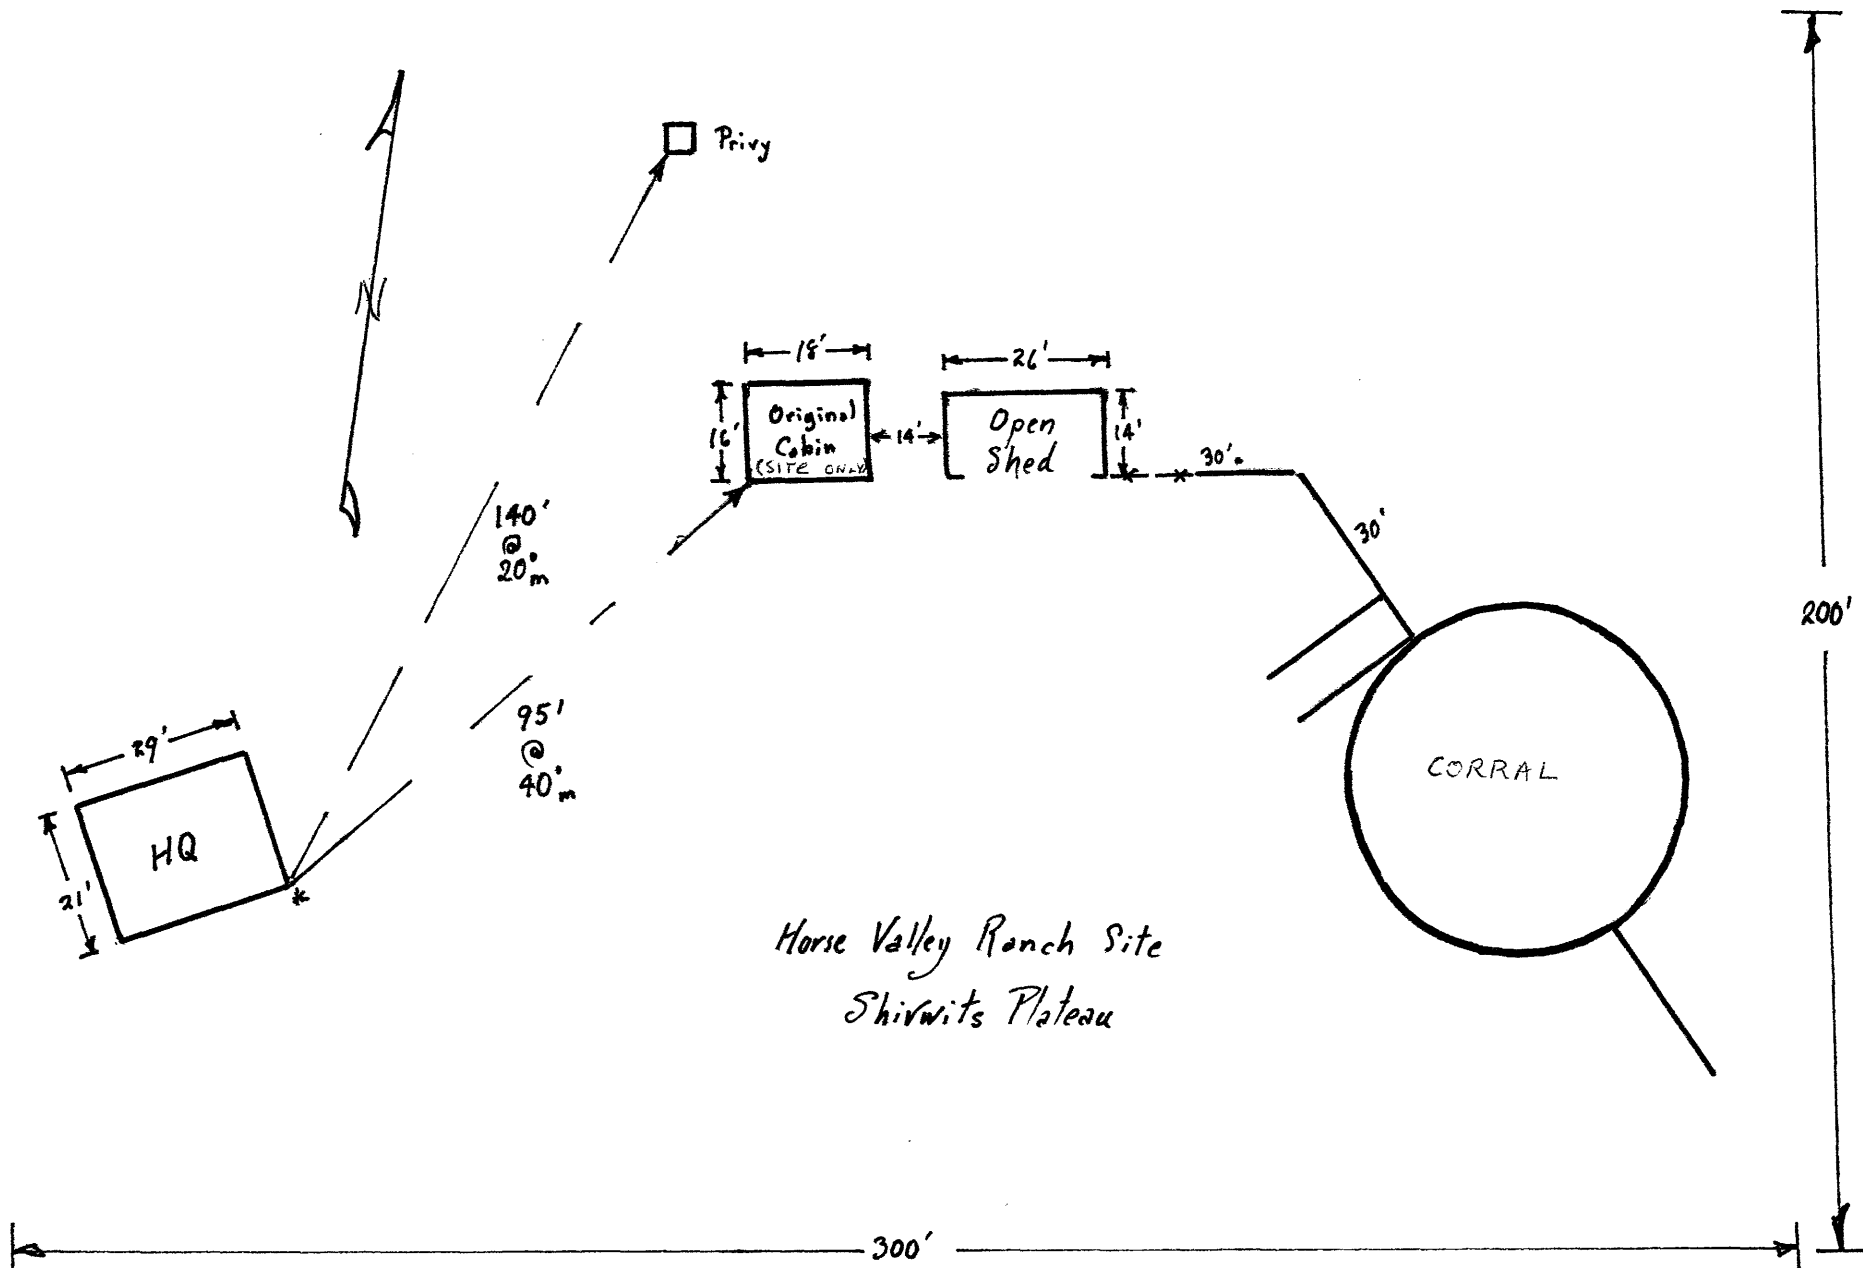 Privy
N
18'
16'
Original
Cabin
(SITE ONLY)
14'
26'
Open
Shed
14'
30'
30'
140'
@
20°m
95'
@
40°m
29'
21'
HQ
*
CORRAL
200'
Horse Valley Ranch Site
Shivwits Plateau
300'